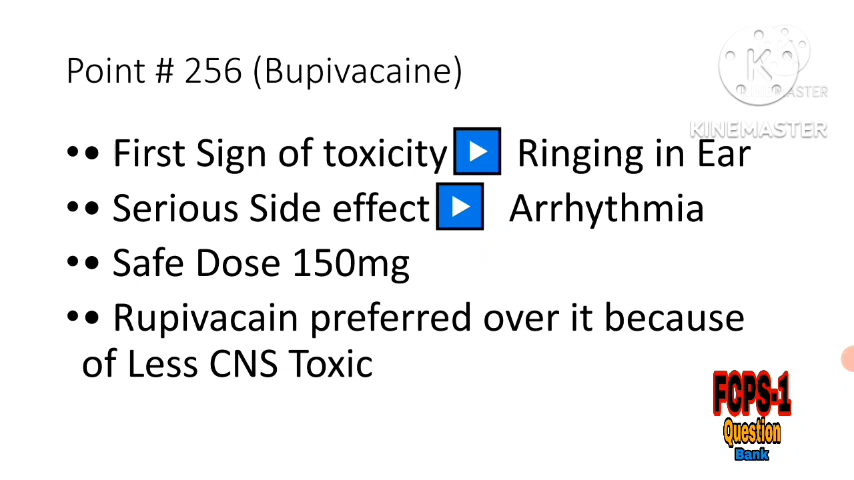 Point # 256 (Bupivacaine)
KINEMASTER
KINEMASTER
•• First Sign of toxicity ▶ Ringing in Ear
•• Serious Side effect ▶ Arrhythmia
•• Safe Dose 150mg
•• Rupivacain preferred over it because
of Less CNS Toxic
FCPS-1
Question
Bank